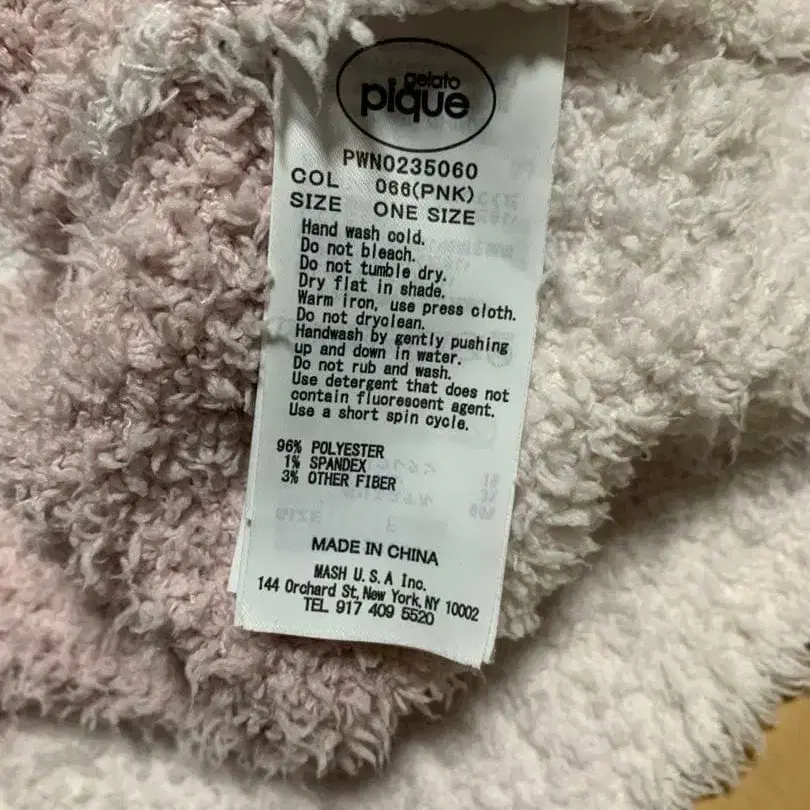 gelato
pique
PWN0235060
COL 066(PNK)
SIZE ONE SIZE
Hand wash cold.
Do not bleach.
Do not tumble dry.
Dry flat in shade.
Warm iron, use press cloth.
Do not dryclean.
Handwash by gently pushing
up and down in water.
Do not rub and wash.
Use detergent that does not
contain fluorescent agent.
Use a short spin cycle.
96% POLYESTER
1% SPANDEX
3% OTHER FIBER
MADE IN CHINA
MASH U.S.A Inc.
144 Orchard St, New York, NY 10002
TEL 917 409 5520